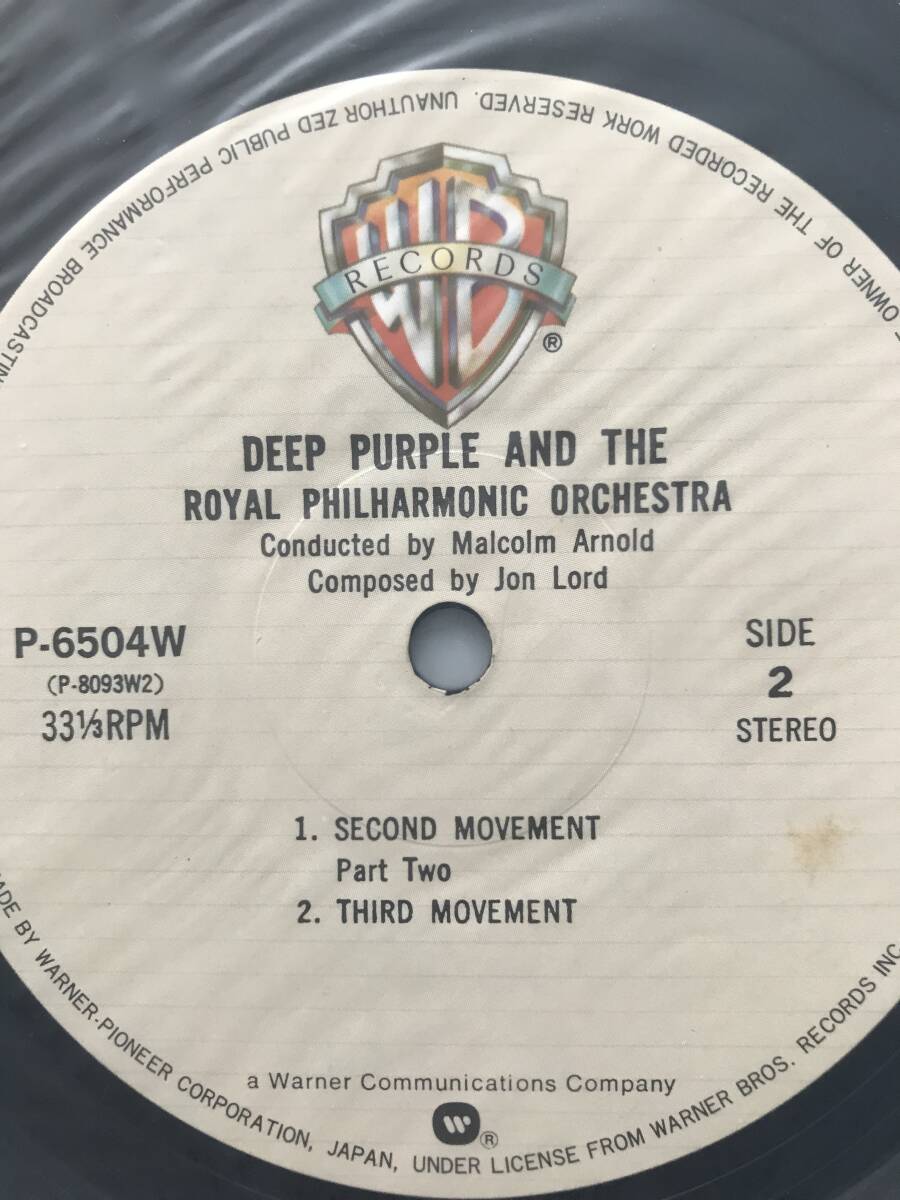 OWNER OF THE RECORDED WORK RESERVED. UNAUTHOR ZED PUBLIC PERFORMANCE BROADCASTIN
WB
RECORDS
®
DEEP PURPLE AND THE
ROYAL PHILHARMONIC ORCHESTRA
Conducted by Malcolm Arnold
Composed by Jon Lord
P-6504W
(P-8093W2)
33⅓RPM
SIDE
2
STEREO
1. SECOND MOVEMENT
Part Two
2. THIRD MOVEMENT
a Warner Communications Company
®
ADE BY WARNER-PIONEER CORPORATION, JAPAN, UNDER LICENSE FROM WARNER BROS. RECORDS INC